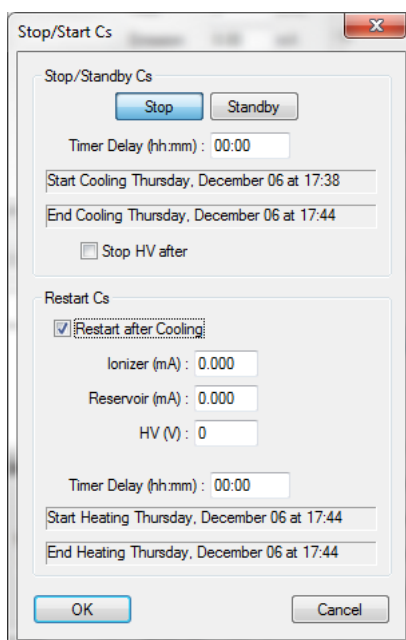 Stop/Start Cs
Stop/Standby Cs
Stop Standby
Timer Delay (hh:mm) : 00:00
Start Cooling Thursday, December 06 at 17:38
End Cooling Thursday, December 06 at 17:44
Stop HV after
Restart Cs
Restart after Cooling
Ionizer (mA) : 0.000
Reservoir (mA) : 0.000
HV (V) : 0
Timer Delay (hh:mm) : 00:00
Start Heating Thursday, December 06 at 17:44
End Heating Thursday, December 06 at 17:44
OK Cancel